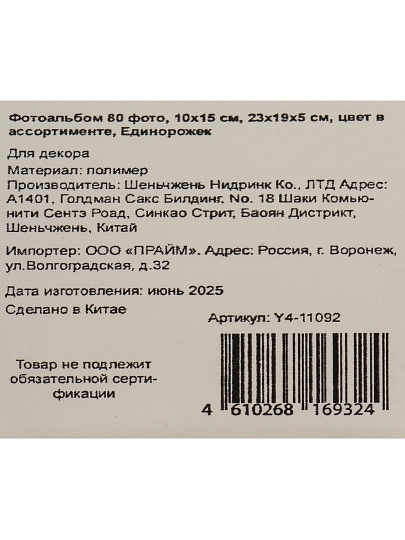 Фотоальбом 80 фото, 10х15 см, 23х19х5 см, цвет в
ассортименте, Единорожек
Для декора
Материал: полимер
Производитель: Шеньчжень Нидринк Ко., ЛТД Адрес:
А1401, Голдман Сакс Билдинг, No. 18 Шаки Комью-
нити Сентэ Роад, Синкао Стрит, Баоян Дистрикт,
Шеньчжень, Китай
Импортер: ООО «ПРАЙМ». Адрес: Россия, г. Воронеж,
ул.Волгоградская, д.32
Дата изготовления: июнь 2025
Сделано в Китае
Артикул: Y4-11092
Товар не подлежит
обязательной серти-
фикации
4 610268 169324